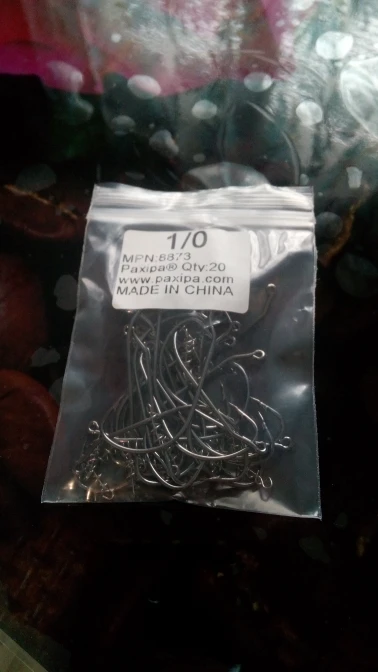 1/0
MPN:8873
Paxipa® Qty:20
www.paxipa.com
MADE IN CHINA